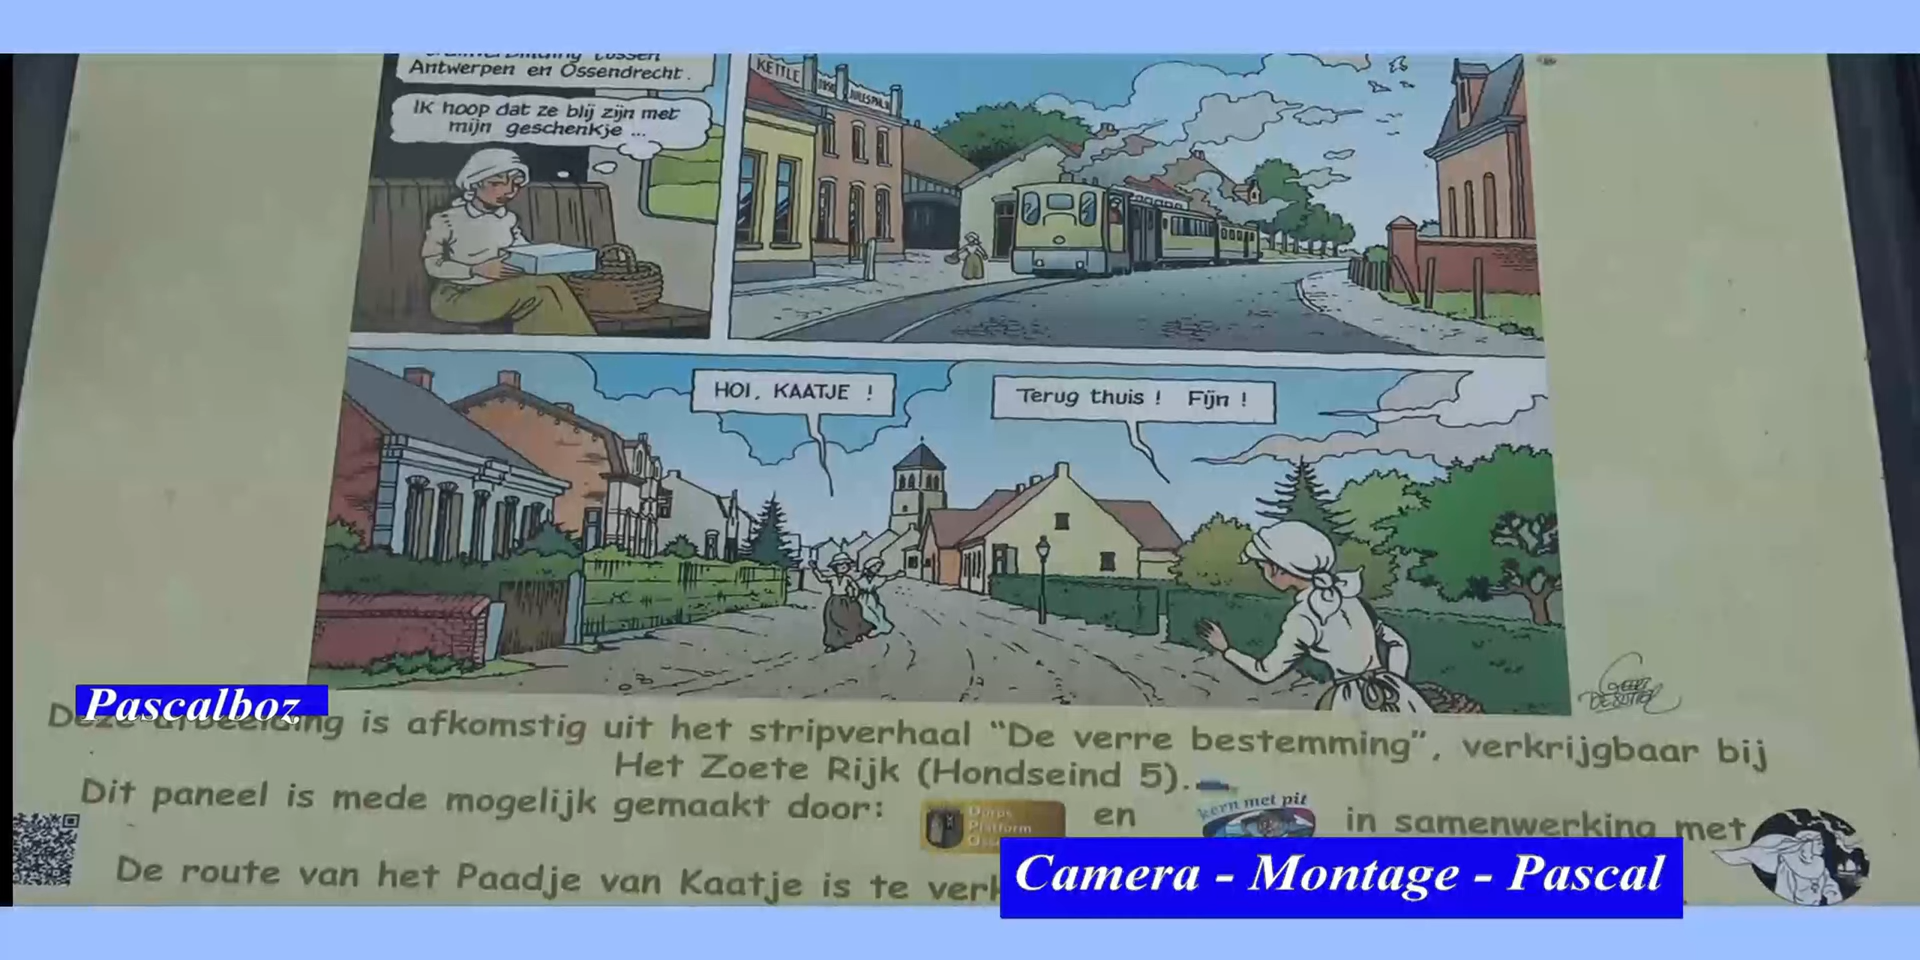 Antwerpen en Ossendrecht.
IK hoop dat ze blij zijn met
mijn geschenkje ...
KETTLE
HOI, KAATJE !
Terug thuis ! Fijn !
Pascalboz
is afkomstig uit het stripverhaal “De verre bestemming”, verkrijgbaar bij
Het Zoete Rijk (Hondseind 5).
Dit paneel is mede mogelijk gemaakt door:
Dorps
Platform
en
kern met pit
in samenwerking met
De route van het Paadje van Kaatje is te
Camera - Montage - Pascal